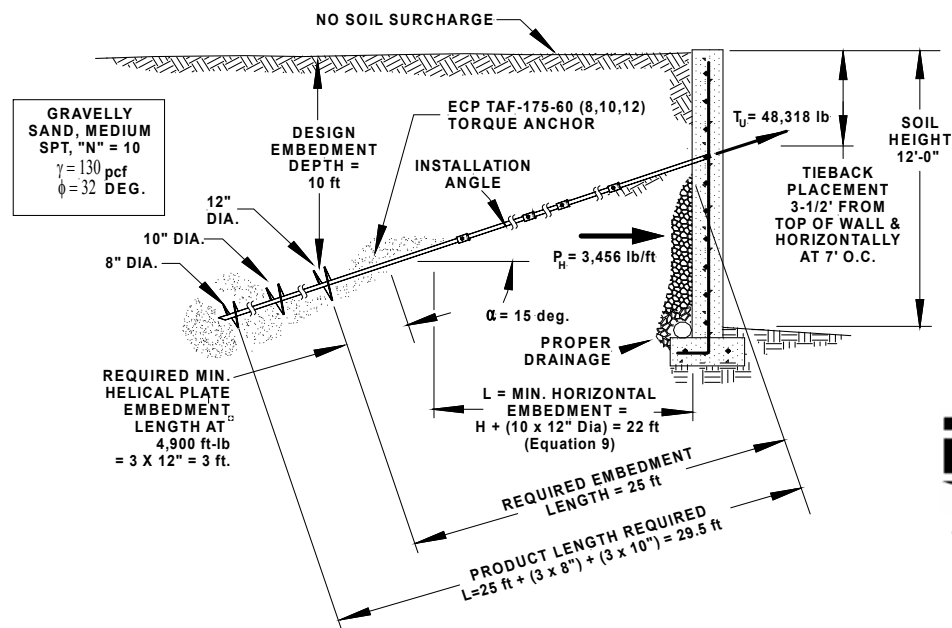 NO SOIL SURCHARGE
GRAVELLY
SAND, MEDIUM
SPT, "N" = 10
γ = 130 pcf
ϕ = 32 DEG.
DESIGN
EMBEDMENT
DEPTH =
10 ft
ECP TAF-175-60 (8,10,12)
TORQUE ANCHOR
INSTALLATION
ANGLE
TU = 48,318 lb
SOIL
HEIGHT
12'-0"
TIEBACK
PLACEMENT
3-1/2' FROM
TOP OF WALL &
HORIZONTALLY
AT 7' O.C.
12"
DIA.
10" DIA.
8" DIA.
PH = 3,456 lb/ft
α = 15 deg.
PROPER
DRAINAGE
REQUIRED MIN.
HELICAL PLATE
EMBEDMENT
LENGTH AT
4,900 ft-lb
= 3 X 12" = 3 ft.
L = MIN. HORIZONTAL
EMBEDMENT =
H + (10 x 12" Dia) = 22 ft
(Equation 9)
REQUIRED EMBEDMENT
LENGTH = 25 ft
PRODUCT LENGTH REQUIRED
L=25 ft + (3 x 8") + (3 x 10") = 29.5 ft